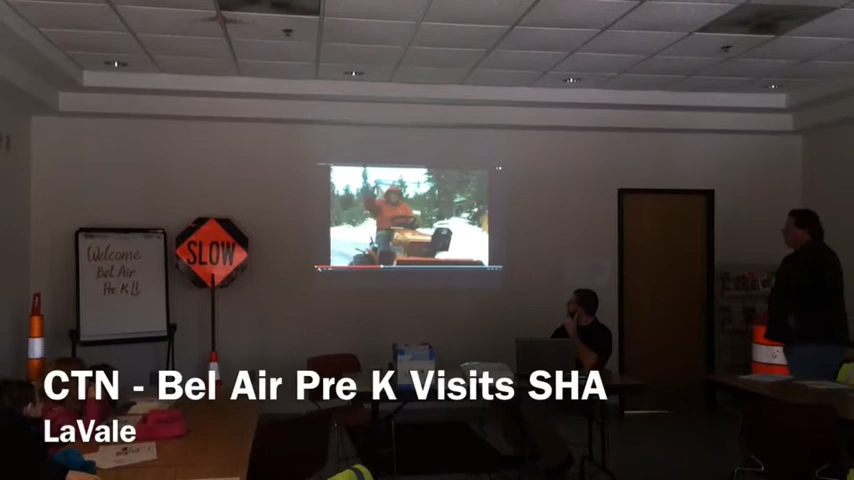 Welcome
Bel Air
Pre K!!
SLOW
CTN - Bel Air Pre K Visits SHA
LaVale